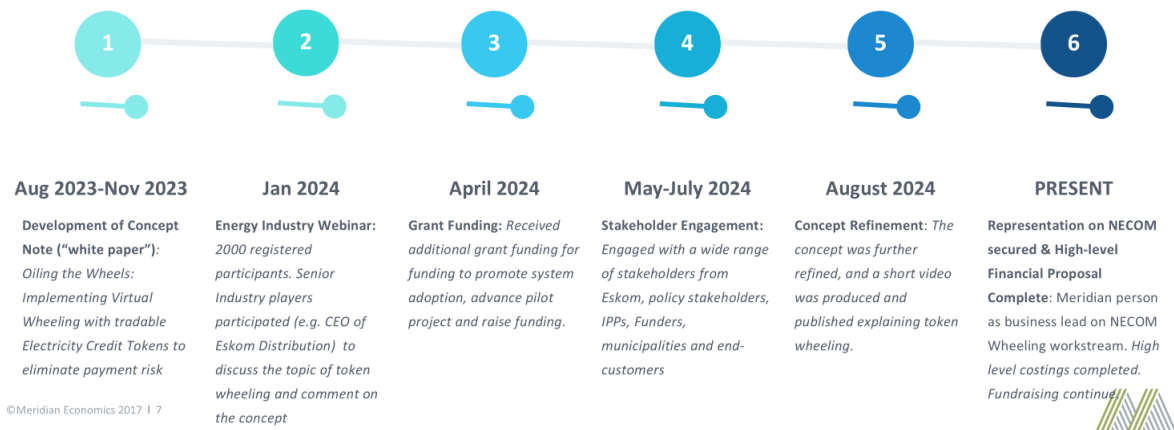 1
2
3
4
5
6
Aug 2023-Nov 2023
Development of Concept
Note (“white paper”):
Oiling the Wheels:
Implementing Virtual
Wheeling with tradable
Electricity Credit Tokens to
eliminate payment risk
Jan 2024
Energy Industry Webinar:
2000 registered
participants. Senior
Industry players
participated (e.g. CEO of
Eskom Distribution) to
discuss the topic of token
wheeling and comment on
the concept
April 2024
Grant Funding: Received
additional grant funding for
funding to promote system
adoption, advance pilot
project and raise funding.
May-July 2024
Stakeholder Engagement:
Engaged with a wide range
of stakeholders from
Eskom, policy stakeholders,
IPPs, Funders,
municipalities and end-
customers
August 2024
Concept Refinement: The
concept was further
refined, and a short video
was produced and
published explaining token
wheeling.
PRESENT
Representation on NECOM
secured & High-level
Financial Proposal
Complete: Meridian person
as business lead on NECOM
Wheeling workstream. High
level costings completed.
Fundraising continue.
©Meridian Economics 2017 I 7